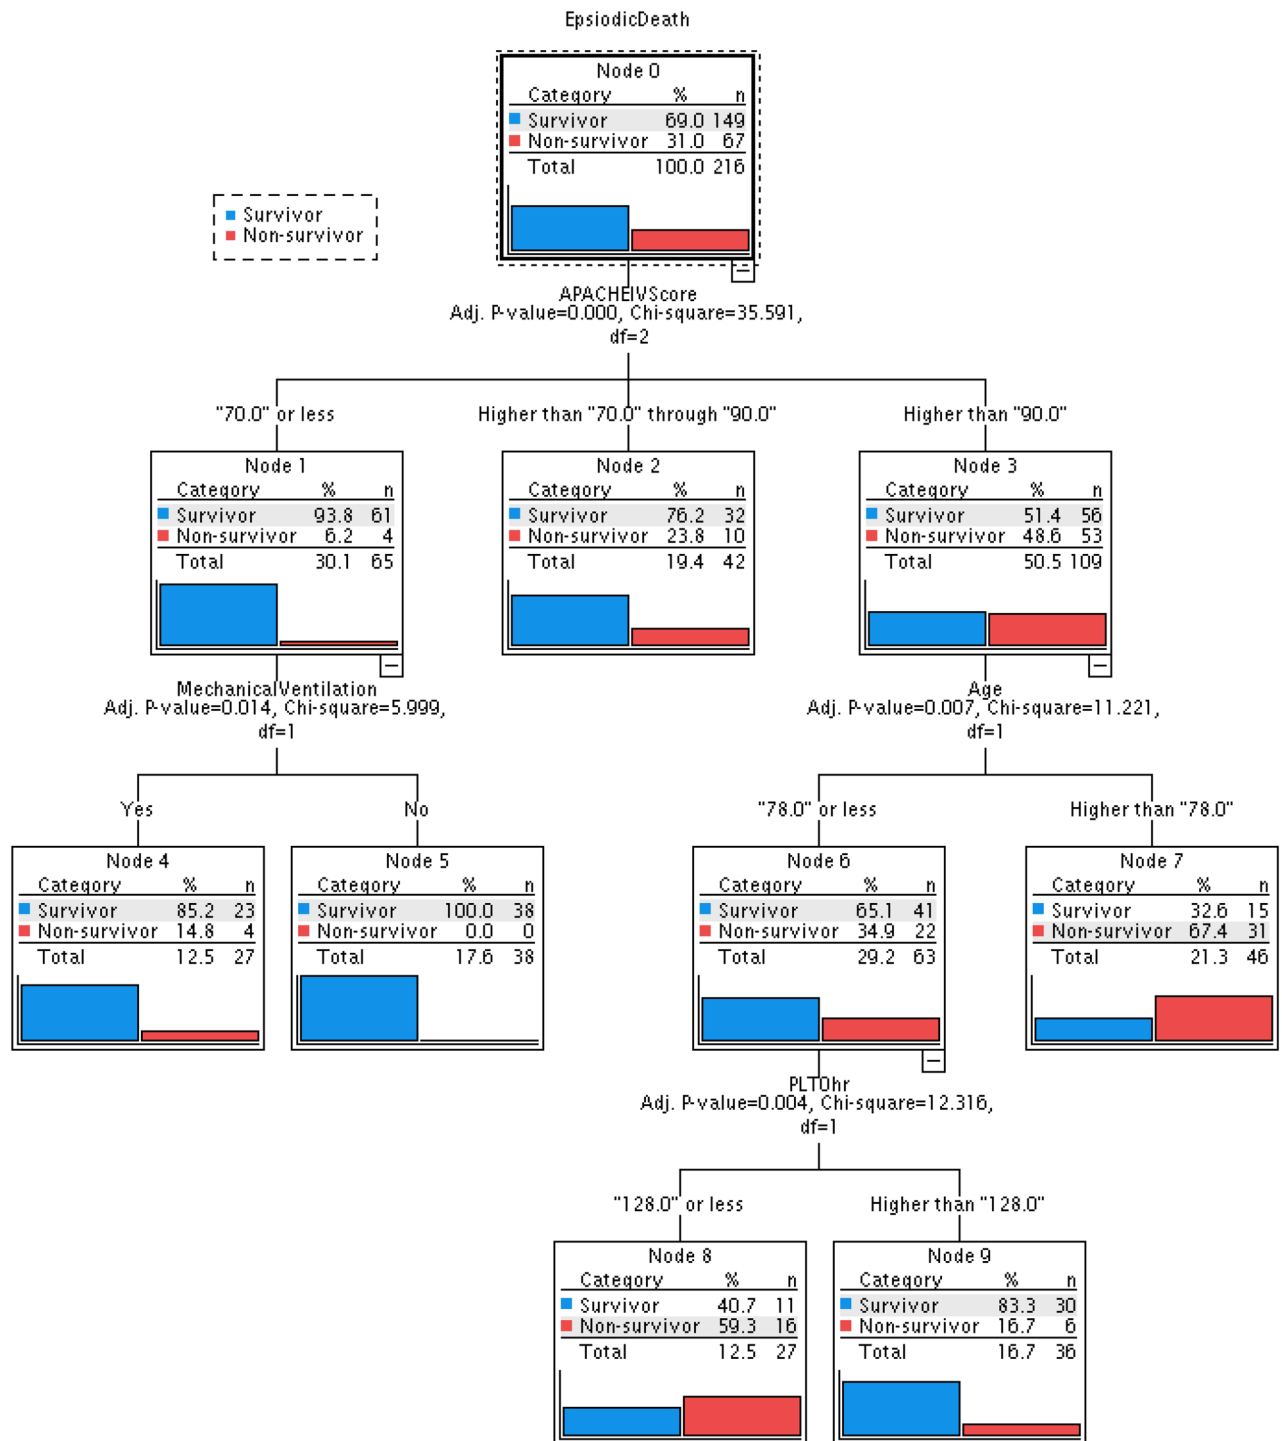 EpsiodicDeath
Node 0
Category % n
Survivor 69.0 149
Non-survivor 31.0 67
Total 100.0 216
Survivor
Non-survivor
APACHEIVScore
Adj. P-value=0.000, Chi-square=35.591,
df=2
"70.0" or less
Higher than "70.0" through "90.0"
Higher than "90.0"
Node 1
Category % n
Survivor 93.8 61
Non-survivor 6.2 4
Total 30.1 65
Node 2
Category % n
Survivor 76.2 32
Non-survivor 23.8 10
Total 19.4 42
Node 3
Category % n
Survivor 51.4 56
Non-survivor 48.6 53
Total 50.5 109
MechanicalVentilation
Adj. P-value=0.014, Chi-square=5.999,
df=1
Age
Adj. P-value=0.007, Chi-square=11.221,
df=1
Yes
No
"78.0" or less
Higher than "78.0"
Node 4
Category % n
Survivor 85.2 23
Non-survivor 14.8 4
Total 12.5 27
Node 5
Category % n
Survivor 100.0 38
Non-survivor 0.0 0
Total 17.6 38
Node 6
Category % n
Survivor 65.1 41
Non-survivor 34.9 22
Total 29.2 63
Node 7
Category % n
Survivor 32.6 15
Non-survivor 67.4 31
Total 21.3 46
PLT0hr
Adj. P-value=0.004, Chi-square=12.316,
df=1
"128.0" or less
Higher than "128.0"
Node 8
Category % n
Survivor 40.7 11
Non-survivor 59.3 16
Total 12.5 27
Node 9
Category % n
Survivor 83.3 30
Non-survivor 16.7 6
Total 16.7 36